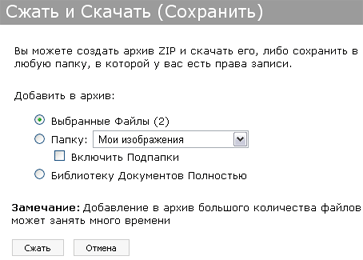 Сжать и Скачать (Сохранить)
Вы можете создать архив ZIP и скачать его, либо сохранить в
любую папку, в которой у вас есть права записи.
Добавить в архив:
Выбранные Файлы (2)
Папку: Мои изображения
Включить Подпапки
Библиотеку Документов Полностью
Замечание: Добавление в архив большого количества файлов
может занять много времени
Сжать Отмена